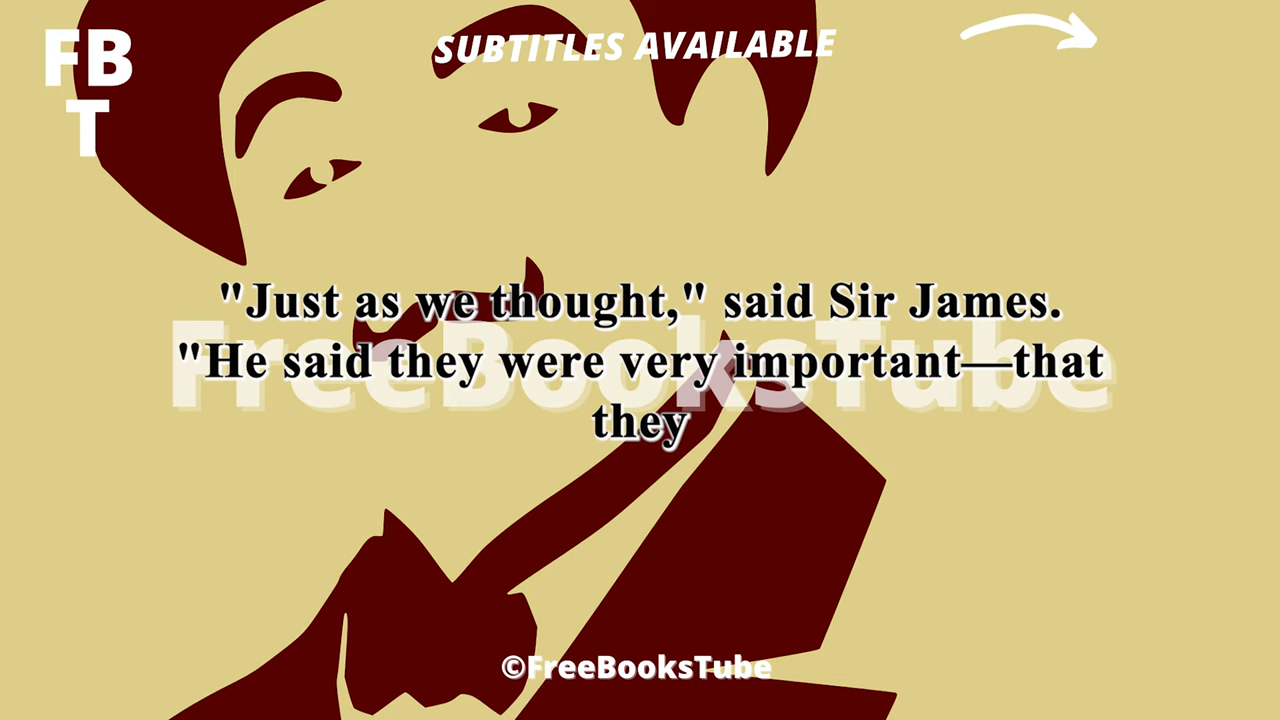 FB
T
SUBTITLES AVAILABLE
"Just as we thought," said Sir James.
"He said they were very important—that
they
FreeBooksTube
©FreeBooksTube